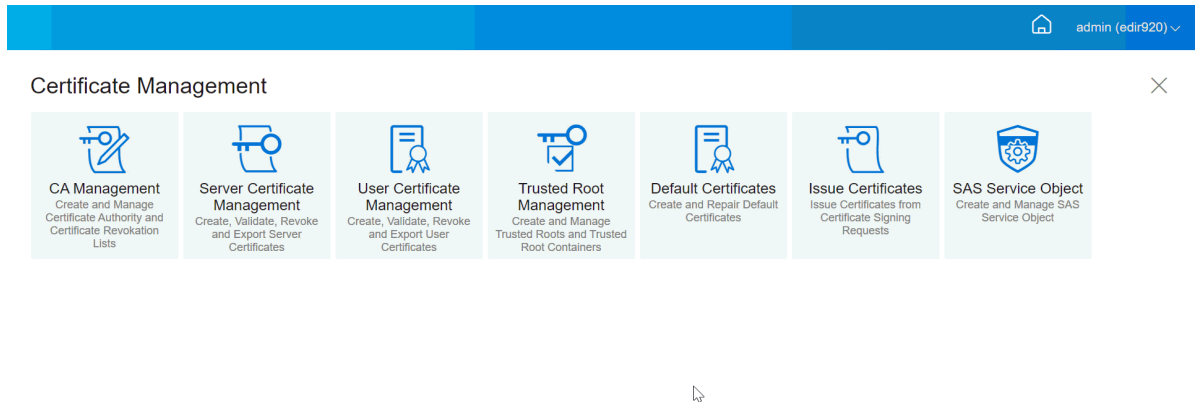 admin (edir920)
Certificate Management
CA Management
Create and Manage
Certificate Authority and
Certificate Revokation
Lists
Server Certificate
Management
Create, Validate, Revoke
and Export Server
Certificates
User Certificate
Management
Create, Validate, Revoke
and Export User
Certificates
Trusted Root
Management
Create and Manage
Trusted Roots and Trusted
Root Containers
Default Certificates
Create and Repair Default
Certificates
Issue Certificates
Issue Certificates from
Certificate Signing
Requests
SAS Service Object
Create and Manage SAS
Service Object